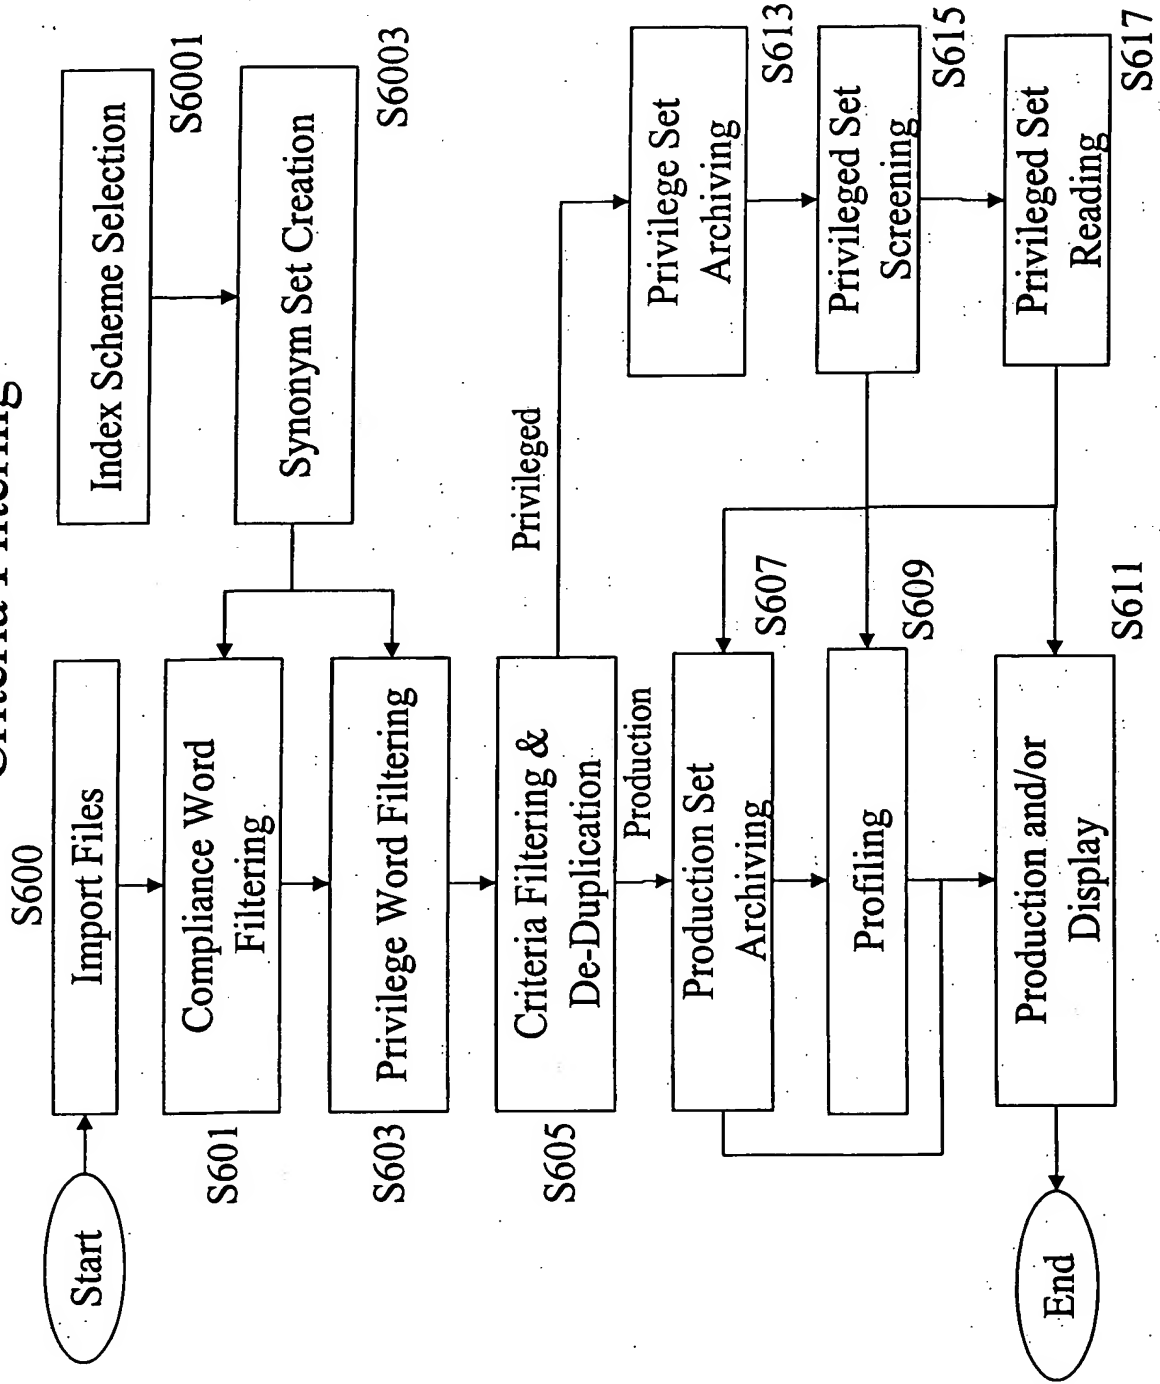 Criteria Filtering
S600
Start
Import Files
Index Scheme Selection
S6001
S601
Compliance Word
Filtering
Synonym Set Creation
S6003
S603
Privilege Word Filtering
S605
Criteria Filtering &
De-Duplication
Privileged
Production
Production Set
Archiving
S607
Privilege Set
Archiving
S613
Profiling
S609
Privileged Set
Screening
S615
Production and/or
Display
S611
Privileged Set
Reading
S617
End